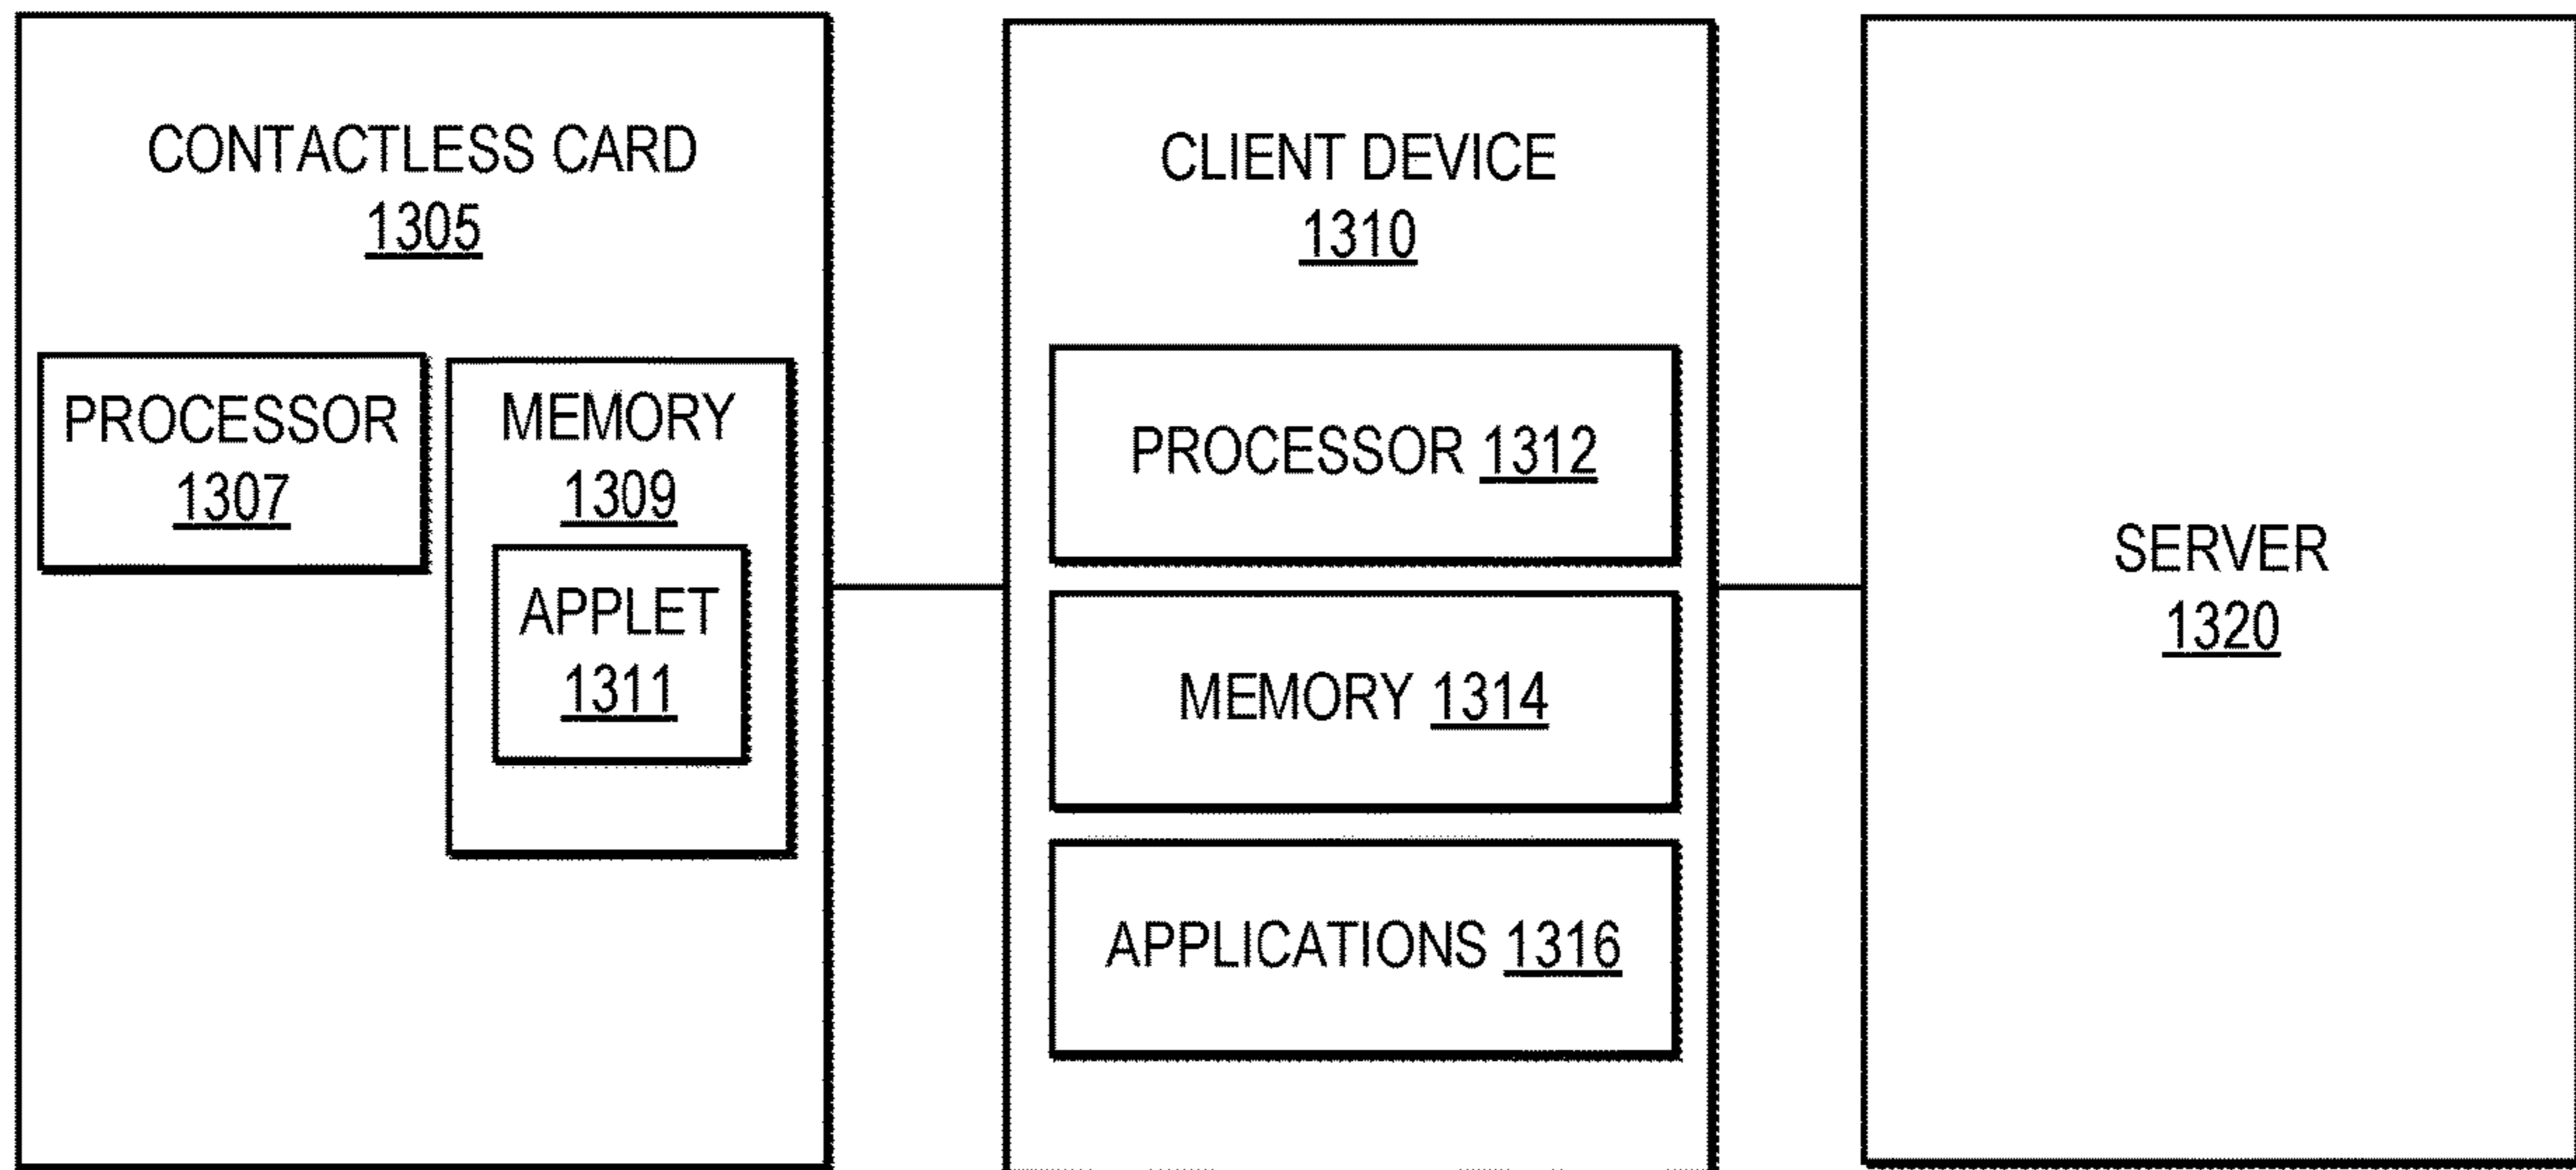 CONTACTLESS CARD
1305
PROCESSOR
1307
MEMORY
1309
APPLET
1311
CLIENT DEVICE
1310
PROCESSOR 1312
MEMORY 1314
APPLICATIONS 1316
SERVER
1320